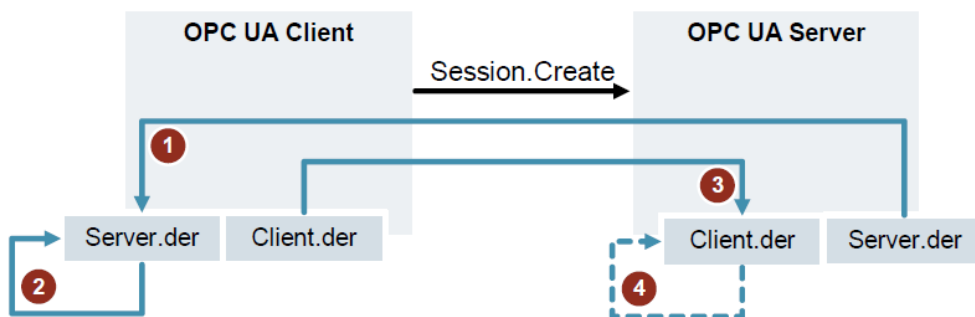 OPC UA Client
OPC UA Server
Session.Create
1
3
Server.der
Client.der
Client.der
Server.der
2
4